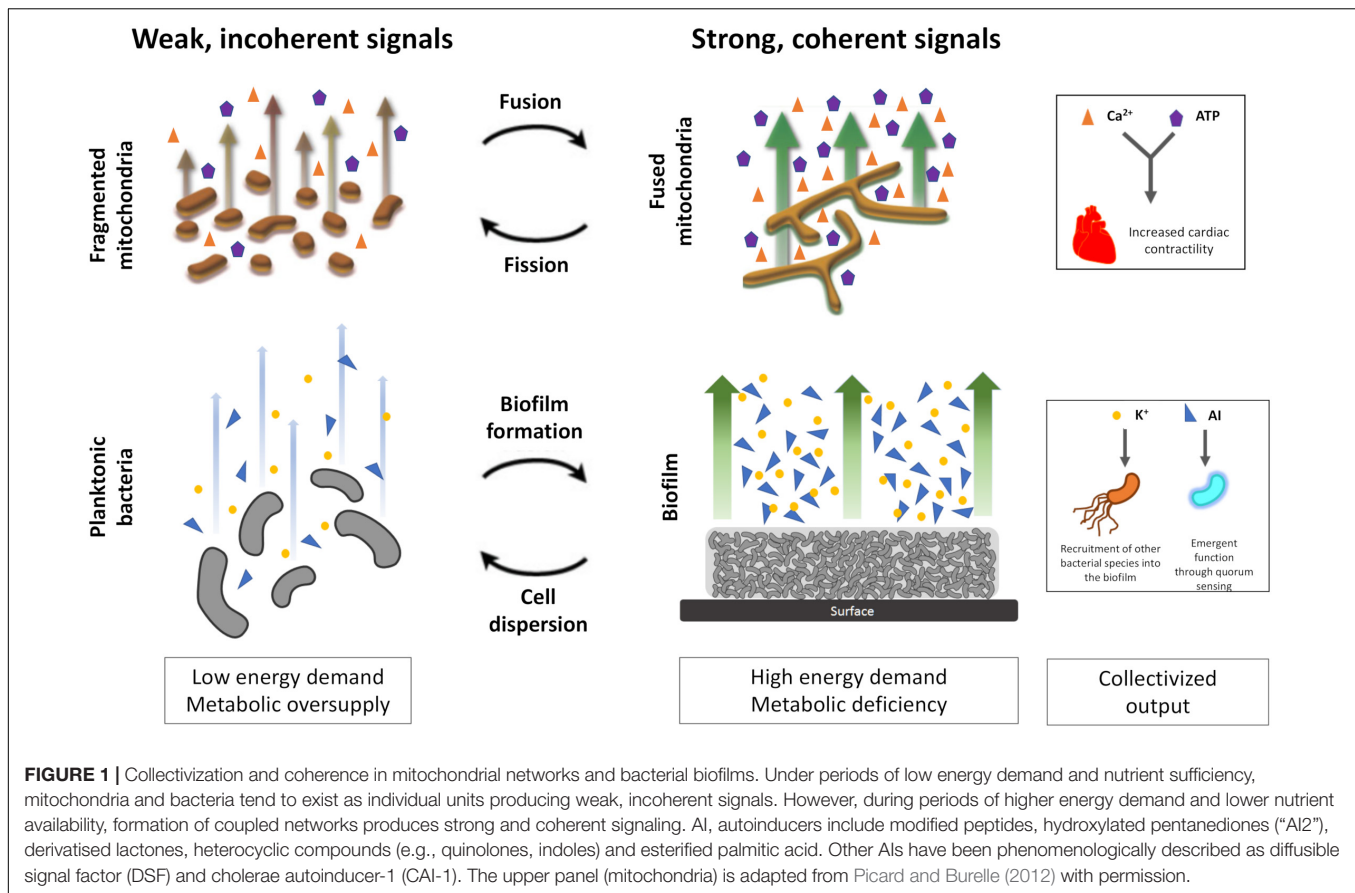 Weak, incoherent signals
Strong, coherent signals
Fragmented
mitochondria
Fusion
Fission
Fused
mitochondria
Ca²⁺
ATP
Increased cardiac
contractility
Planktonic
bacteria
Biofilm
formation
Cell
dispersion
Biofilm
Surface
K⁺
AI
Recruitment of other
bacterial species into
the biofilm
Emergent
function
through quorum
sensing
Low energy demand
Metabolic oversupply
High energy demand
Metabolic deficiency
Collectivized
output
FIGURE 1 | Collectivization and coherence in mitochondrial networks and bacterial biofilms. Under periods of low energy demand and nutrient sufficiency,
mitochondria and bacteria tend to exist as individual units producing weak, incoherent signals. However, during periods of higher energy demand and lower nutrient
availability, formation of coupled networks produces strong and coherent signaling. AI, autoinducers include modified peptides, hydroxylated pentanediones (“AI2”),
derivatised lactones, heterocyclic compounds (e.g., quinolones, indoles) and esterified palmitic acid. Other AIs have been phenomenologically described as diffusible
signal factor (DSF) and cholerae autoinducer-1 (CAI-1). The upper panel (mitochondria) is adapted from Picard and Burelle (2012) with permission.